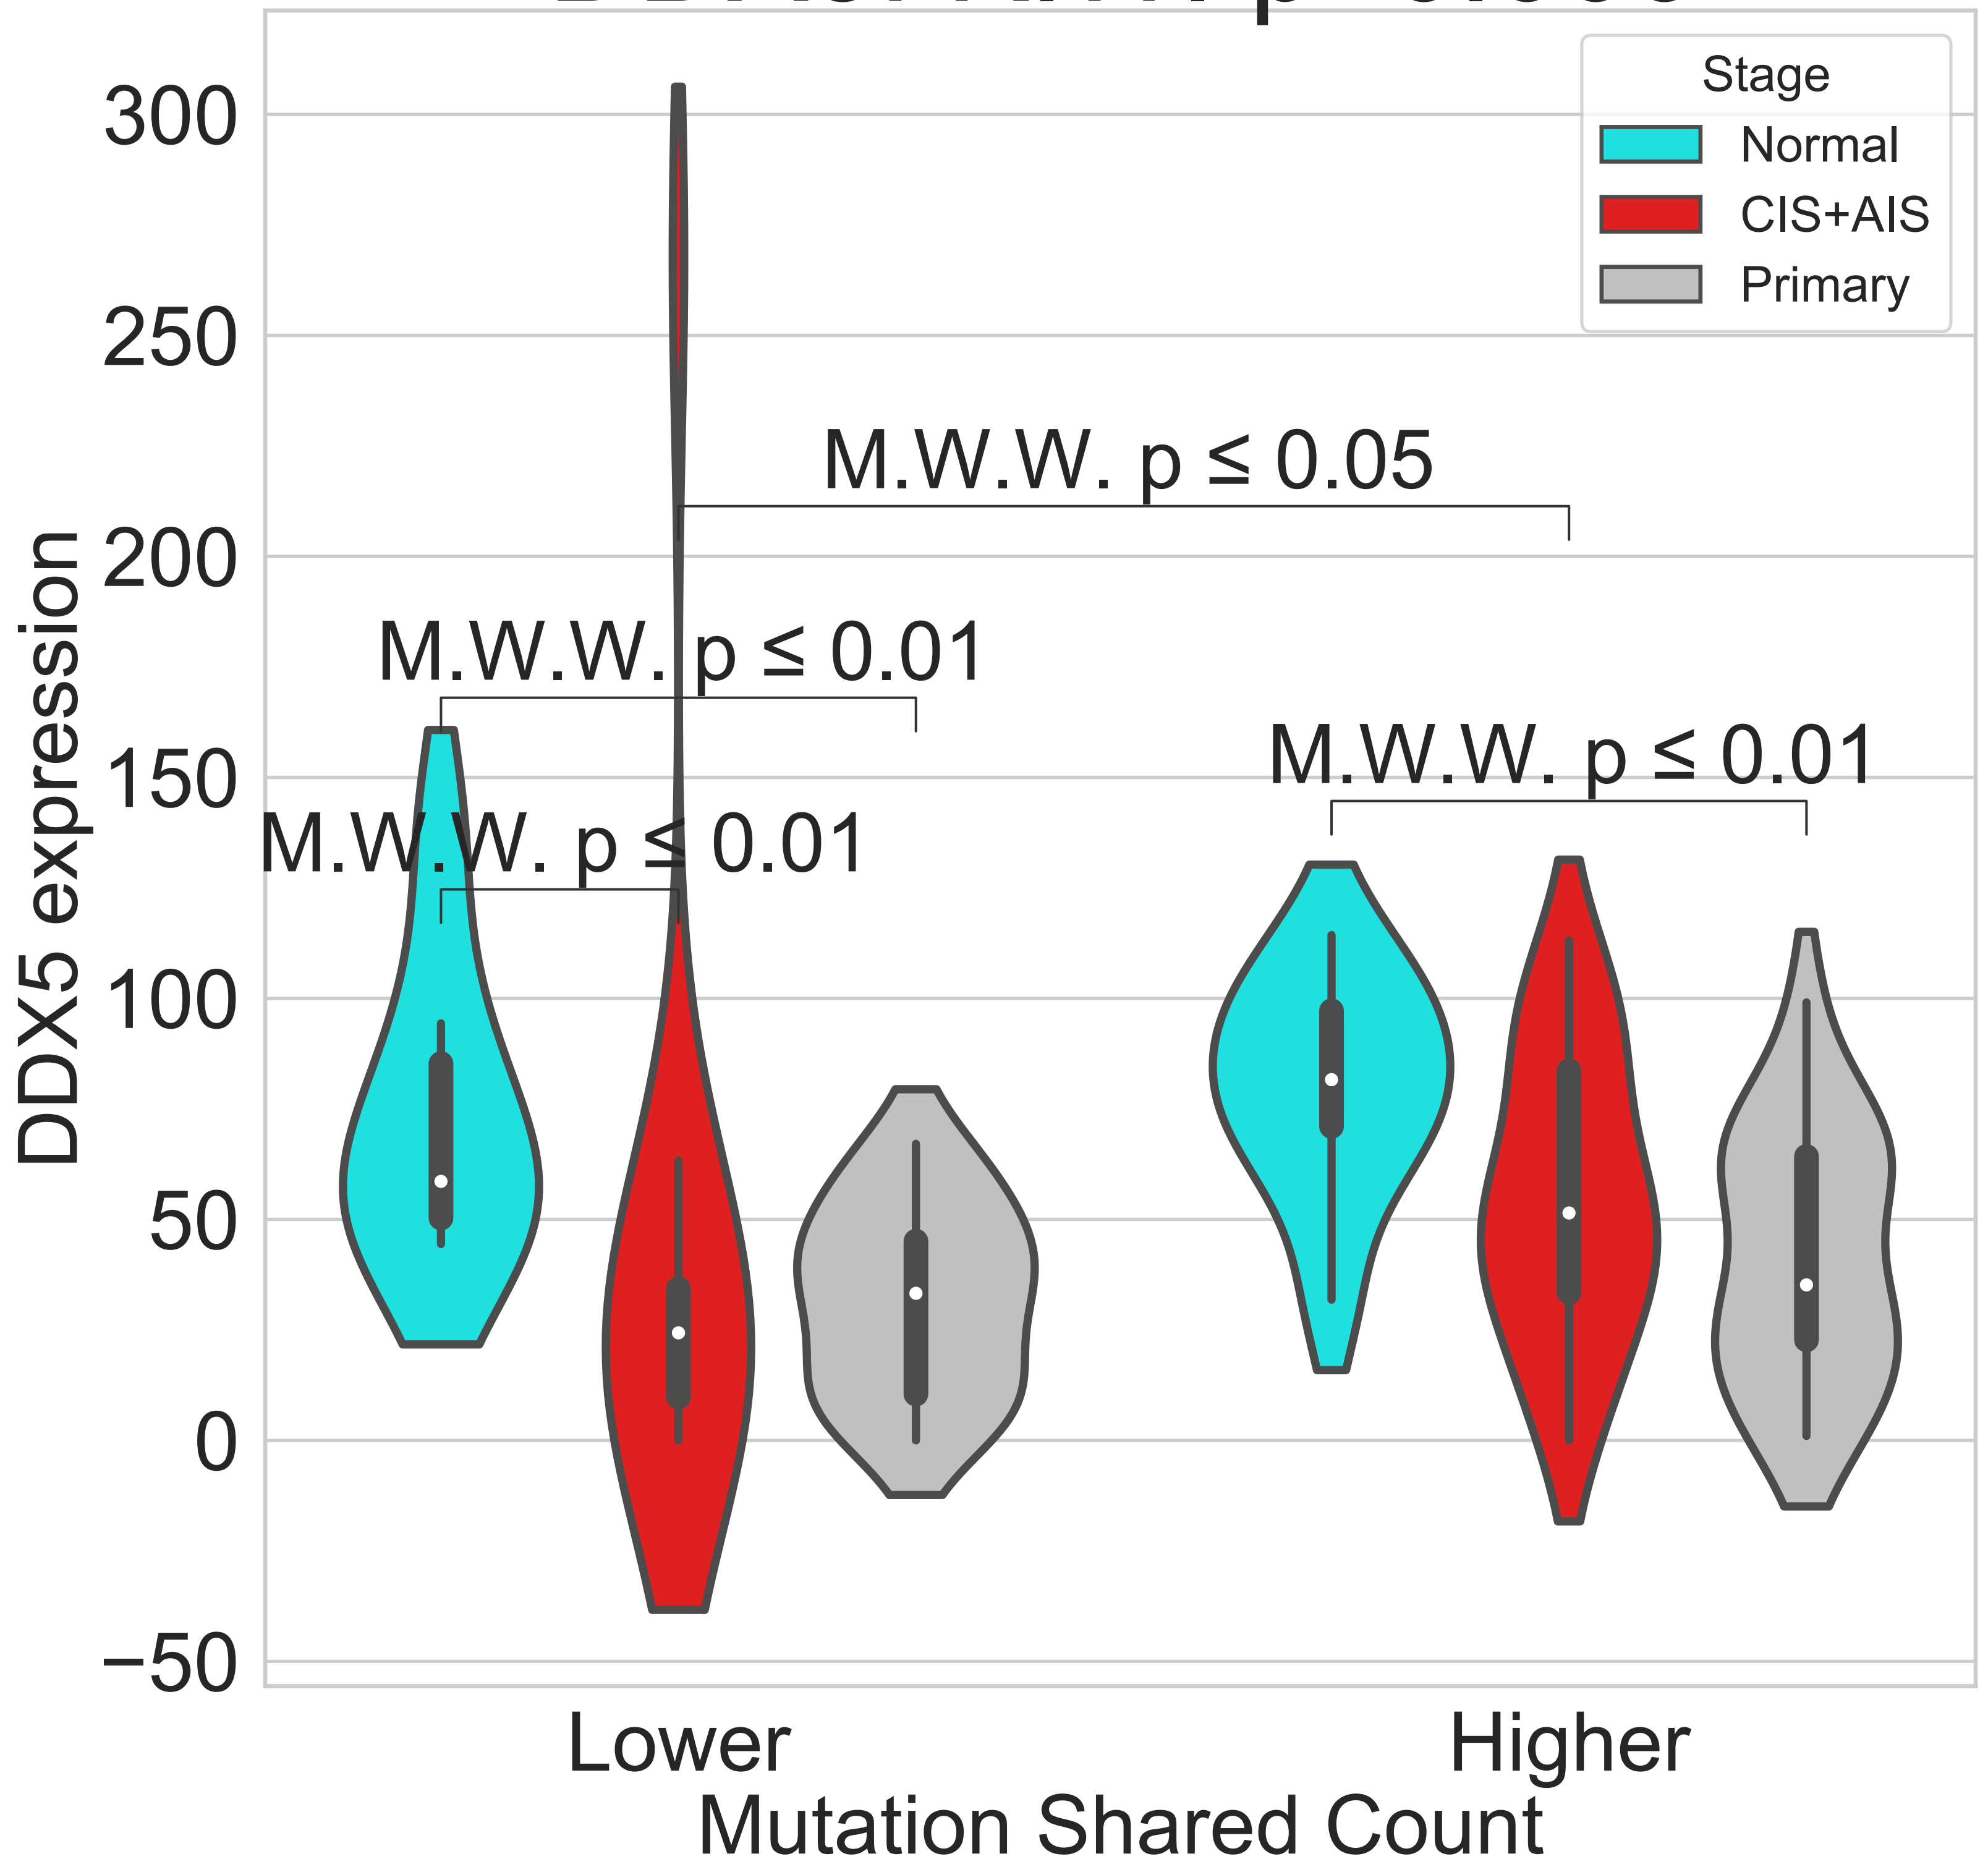 Stage
Normal
CIS+AIS
Primary
300
250
200
150
100
50
0
−50
DDX5 expression
M.W.W. p ≤ 0.05
M.W.W. p ≤ 0.01
M.W.W. p ≤ 0.01
M.W.W. p ≤ 0.01
Lower
Higher
Mutation Shared Count